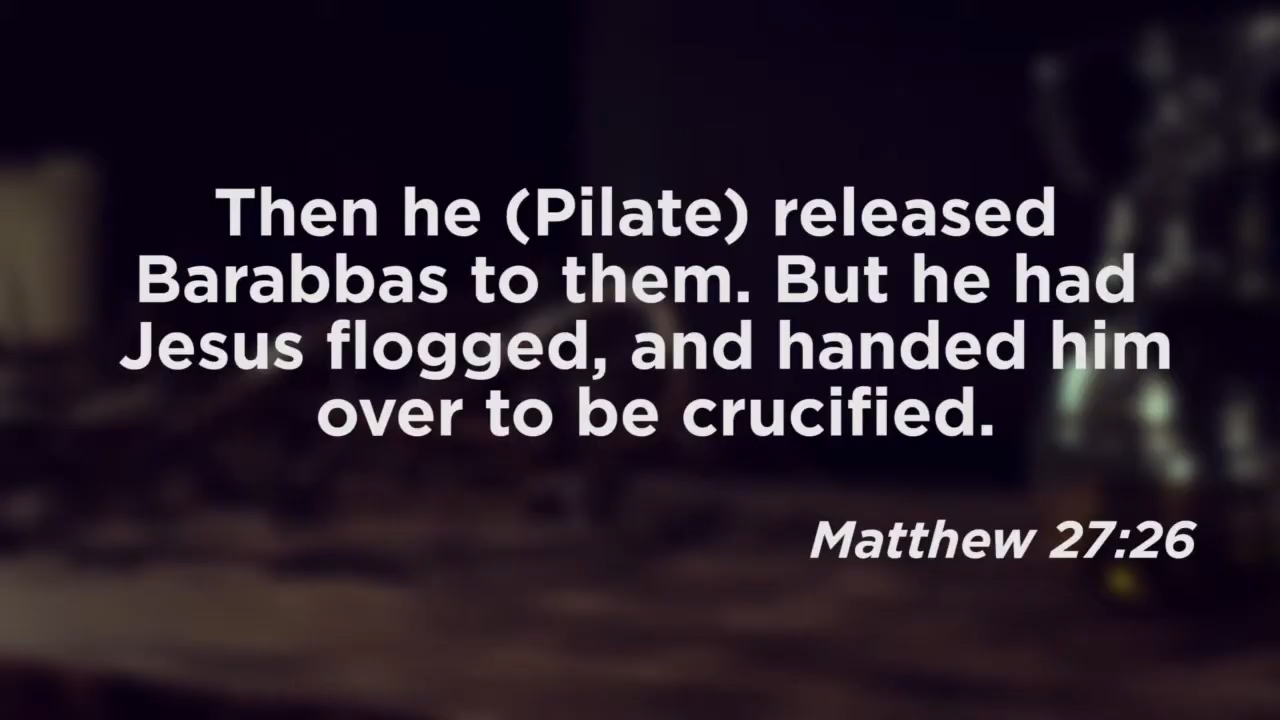 Then he (Pilate) released
Barabbas to them. But he had
Jesus flogged, and handed him
over to be crucified.
Matthew 27:26